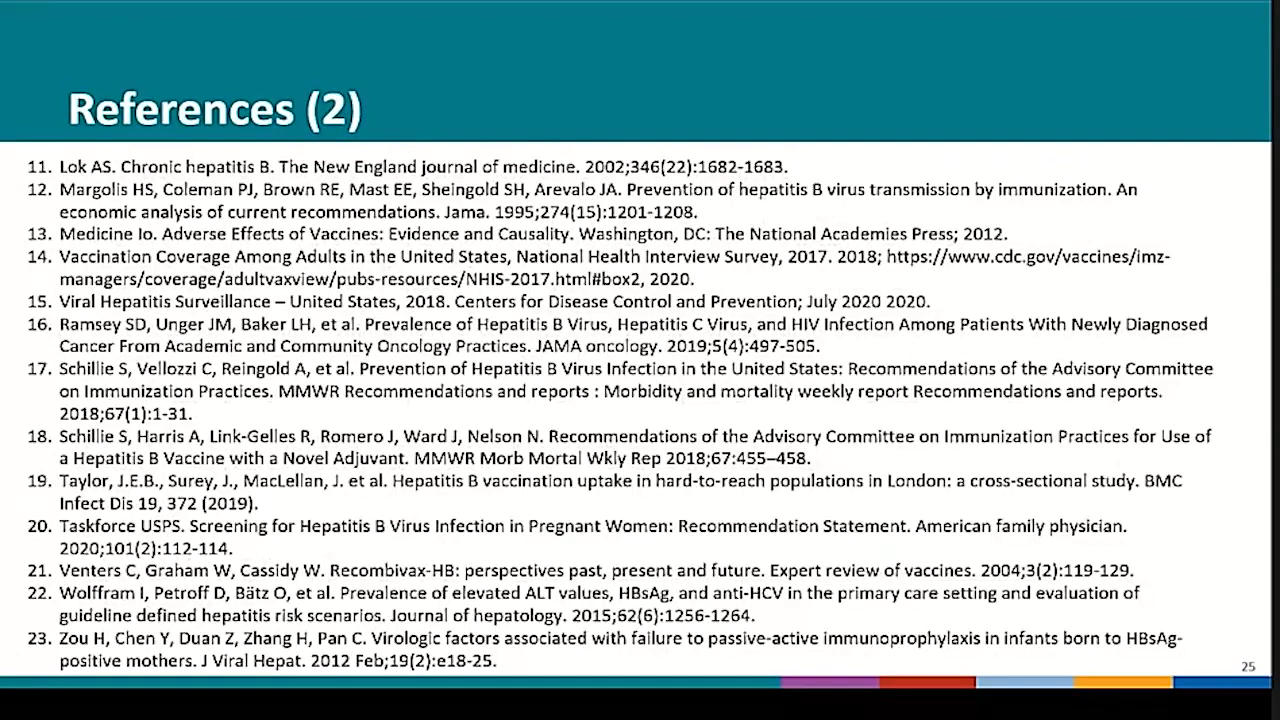 References (2)
11. Lok AS. Chronic hepatitis B. The New England journal of medicine. 2002;346(22):1682-1683.
12. Margolis HS, Coleman PJ, Brown RE, Mast EE, Sheingold SH, Arevalo JA. Prevention of hepatitis B virus transmission by immunization. An
economic analysis of current recommendations. Jama. 1995;274(15):1201-1208.
13. Medicine Io. Adverse Effects of Vaccines: Evidence and Causality. Washington, DC: The National Academies Press; 2012.
14. Vaccination Coverage Among Adults in the United States, National Health Interview Survey, 2017. 2018; https://www.cdc.gov/vaccines/imz-
managers/coverage/adultvaxview/pubs-resources/NHIS-2017.html#box2, 2020.
15. Viral Hepatitis Surveillance – United States, 2018. Centers for Disease Control and Prevention; July 2020 2020.
16. Ramsey SD, Unger JM, Baker LH, et al. Prevalence of Hepatitis B Virus, Hepatitis C Virus, and HIV Infection Among Patients With Newly Diagnosed
Cancer From Academic and Community Oncology Practices. JAMA oncology. 2019;5(4):497-505.
17. Schillie S, Vellozzi C, Reingold A, et al. Prevention of Hepatitis B Virus Infection in the United States: Recommendations of the Advisory Committee
on Immunization Practices. MMWR Recommendations and reports : Morbidity and mortality weekly report Recommendations and reports.
2018;67(1):1-31.
18. Schillie S, Harris A, Link-Gelles R, Romero J, Ward J, Nelson N. Recommendations of the Advisory Committee on Immunization Practices for Use of
a Hepatitis B Vaccine with a Novel Adjuvant. MMWR Morb Mortal Wkly Rep 2018;67:455–458.
19. Taylor, J.E.B., Surey, J., MacLellan, J. et al. Hepatitis B vaccination uptake in hard-to-reach populations in London: a cross-sectional study. BMC
Infect Dis 19, 372 (2019).
20. Taskforce USPS. Screening for Hepatitis B Virus Infection in Pregnant Women: Recommendation Statement. American family physician.
2020;101(2):112-114.
21. Venters C, Graham W, Cassidy W. Recombivax-HB: perspectives past, present and future. Expert review of vaccines. 2004;3(2):119-129.
22. Wolffram I, Petroff D, Bätz O, et al. Prevalence of elevated ALT values, HBsAg, and anti-HCV in the primary care setting and evaluation of
guideline defined hepatitis risk scenarios. Journal of hepatology. 2015;62(6):1256-1264.
23. Zou H, Chen Y, Duan Z, Zhang H, Pan C. Virologic factors associated with failure to passive-active immunoprophylaxis in infants born to HBsAg-
positive mothers. J Viral Hepat. 2012 Feb;19(2):e18-25.
25